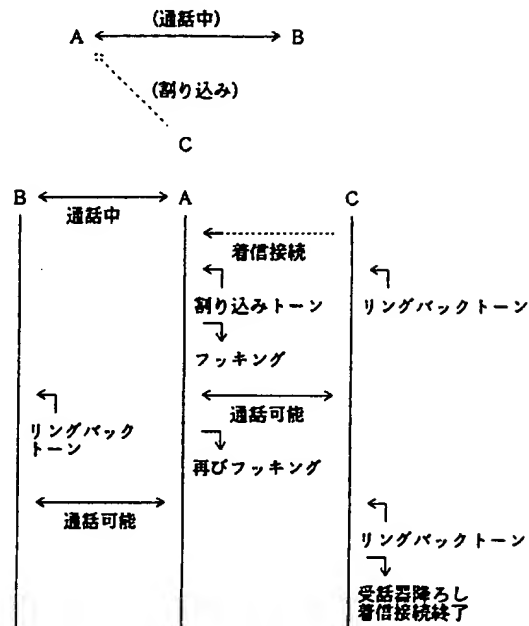 (通話中)
A B
(割り込み)
C
B A C
通話中
着信接続
割り込みトーン
リングバックトーン
フッキング
通話可能
リングバック
トーン
再びフッキング
通話可能
リングバックトーン
受話器降ろし
着信接続終了